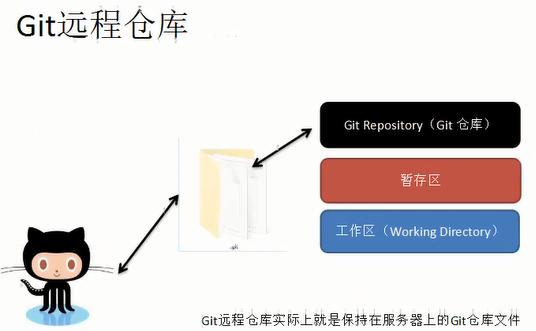 Git远程仓库
Git Repository（Git 仓库）
暂存区
工作区（Working Directory）
.git
Git远程仓库实际上就是保持在服务器上的Git仓库文件